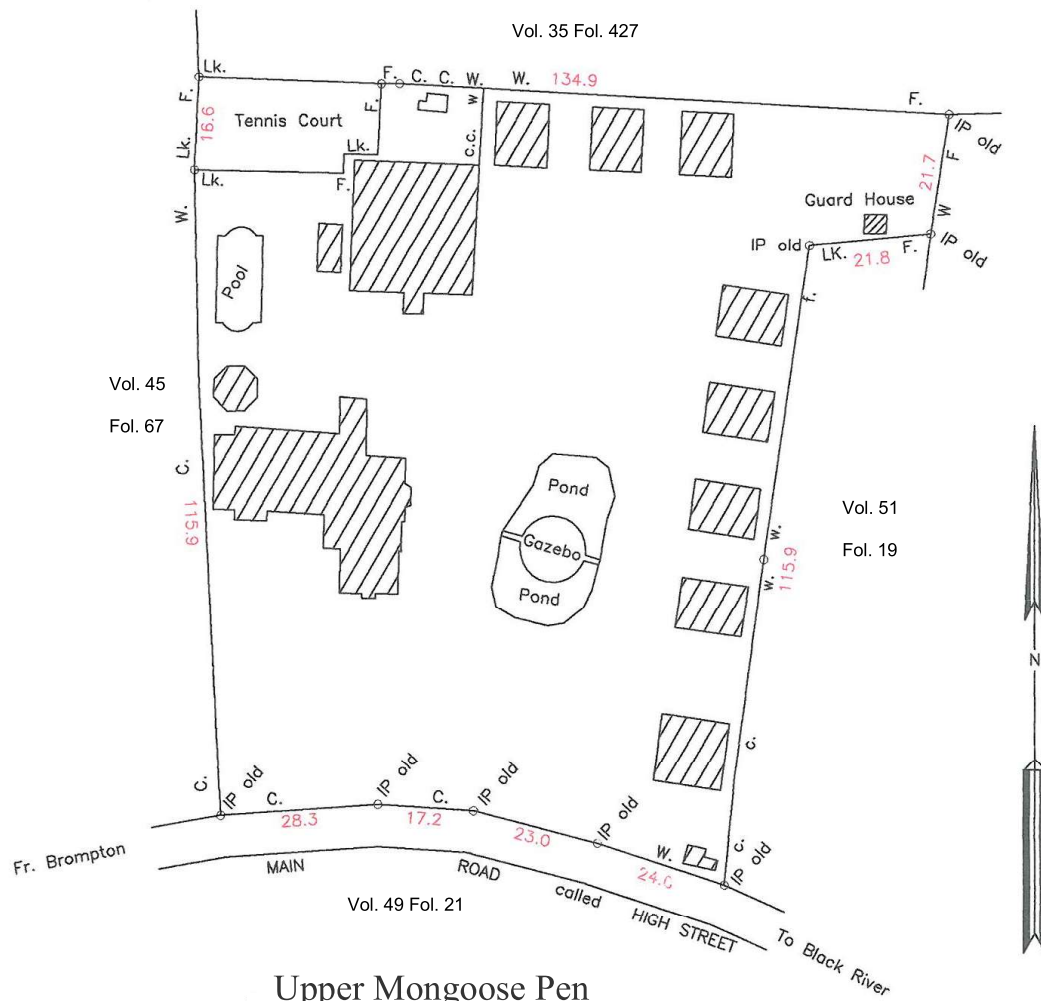 Vol. 35 Fol. 427
Lk.
F.
C.
C.
W.
W.
134.9
F.
F.
16.6
Tennis Court
F.
w
c.c.
IP old
F
Lk.
Lk.
Lk.
F.
21.7
W.
Guard House
W
IP old
IP old
LK.
F.
21.8
Pool
f.
Vol. 45
Fol. 67
C.
115.9
Pond
Gazebo
Pond
Vol. 51
Fol. 19
w.
w.
115.9
N
c.
C.
IP old
C.
IP old
C.
IP old
IP old
28.3
17.2
23.0
W.
c.
IP old
Fr. Brompton
MAIN
ROAD
called
HIGH STREET
To Black River
Vol. 49 Fol. 21
Upper Mongoose Pen